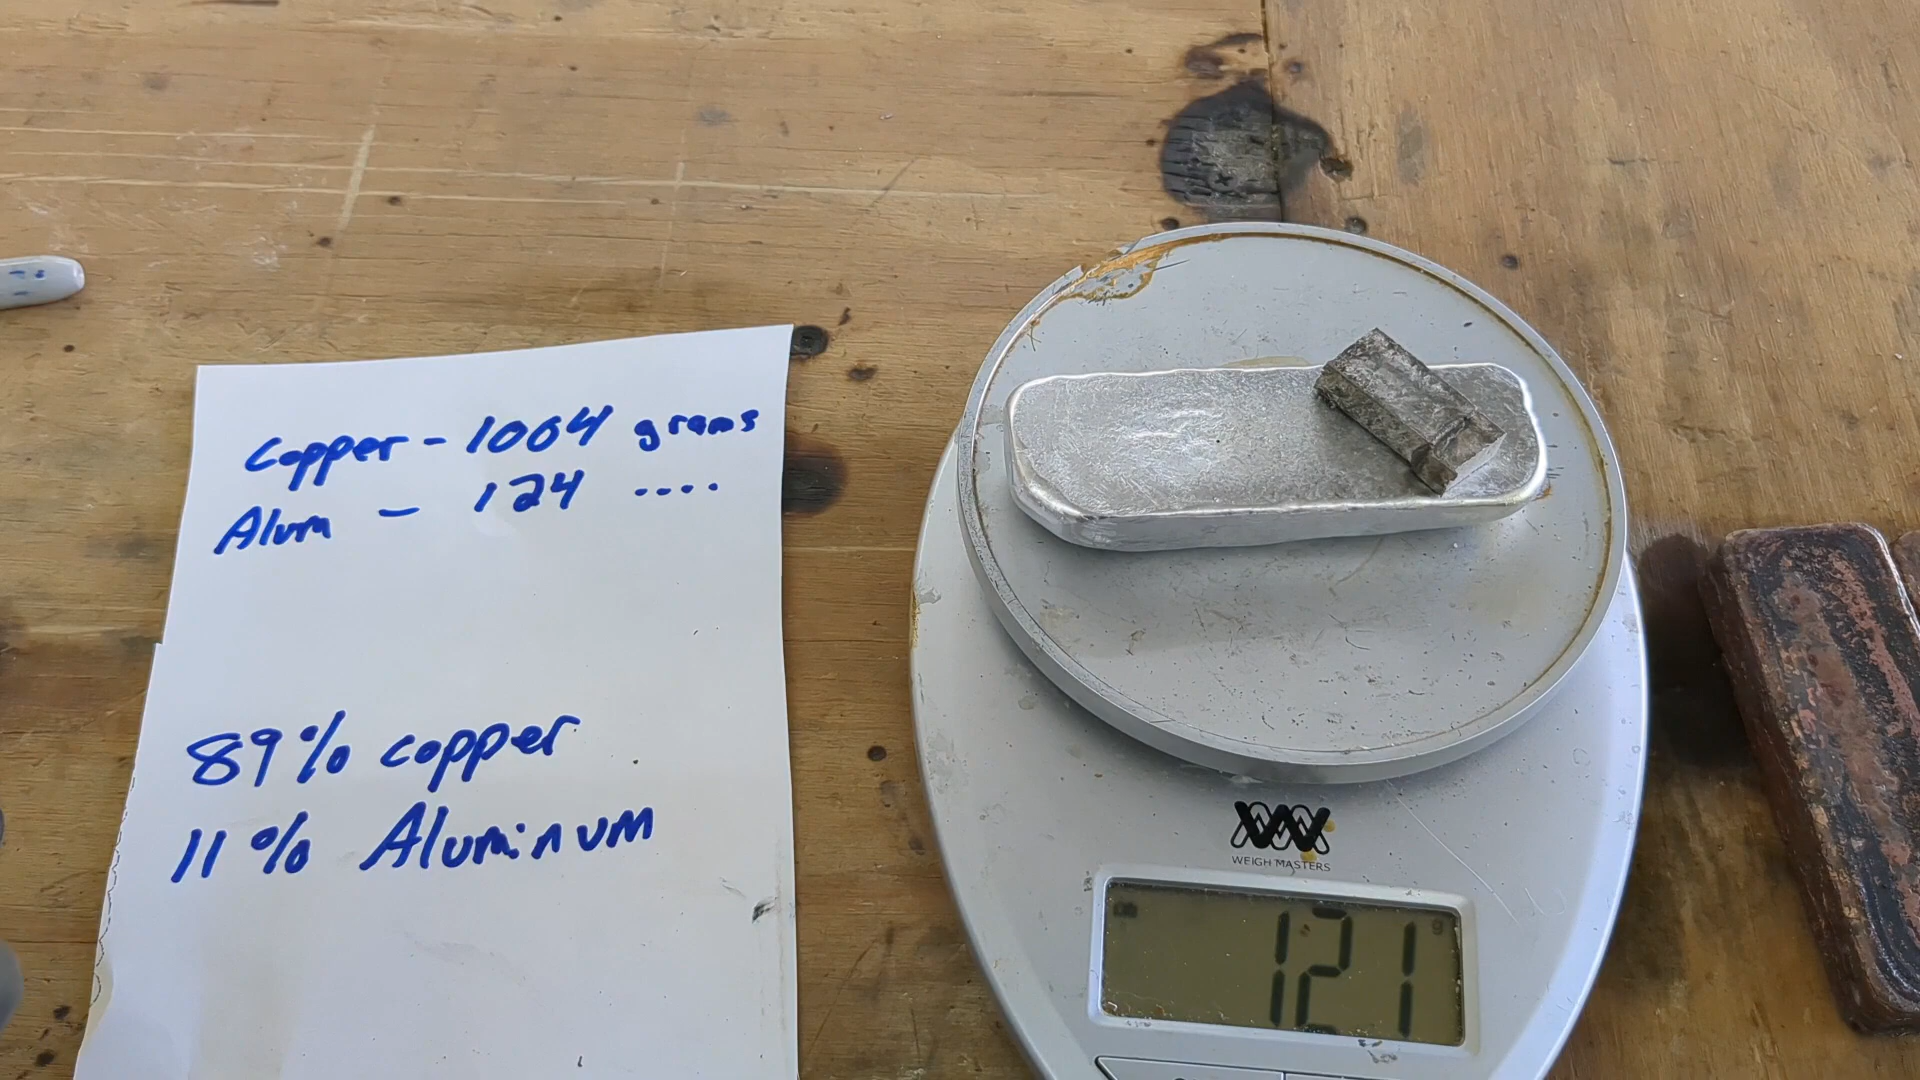 Copper - 1004 grams
Alum - 124 ....
89% copper
11% Aluminum
WEIGH MASTERS
121 g